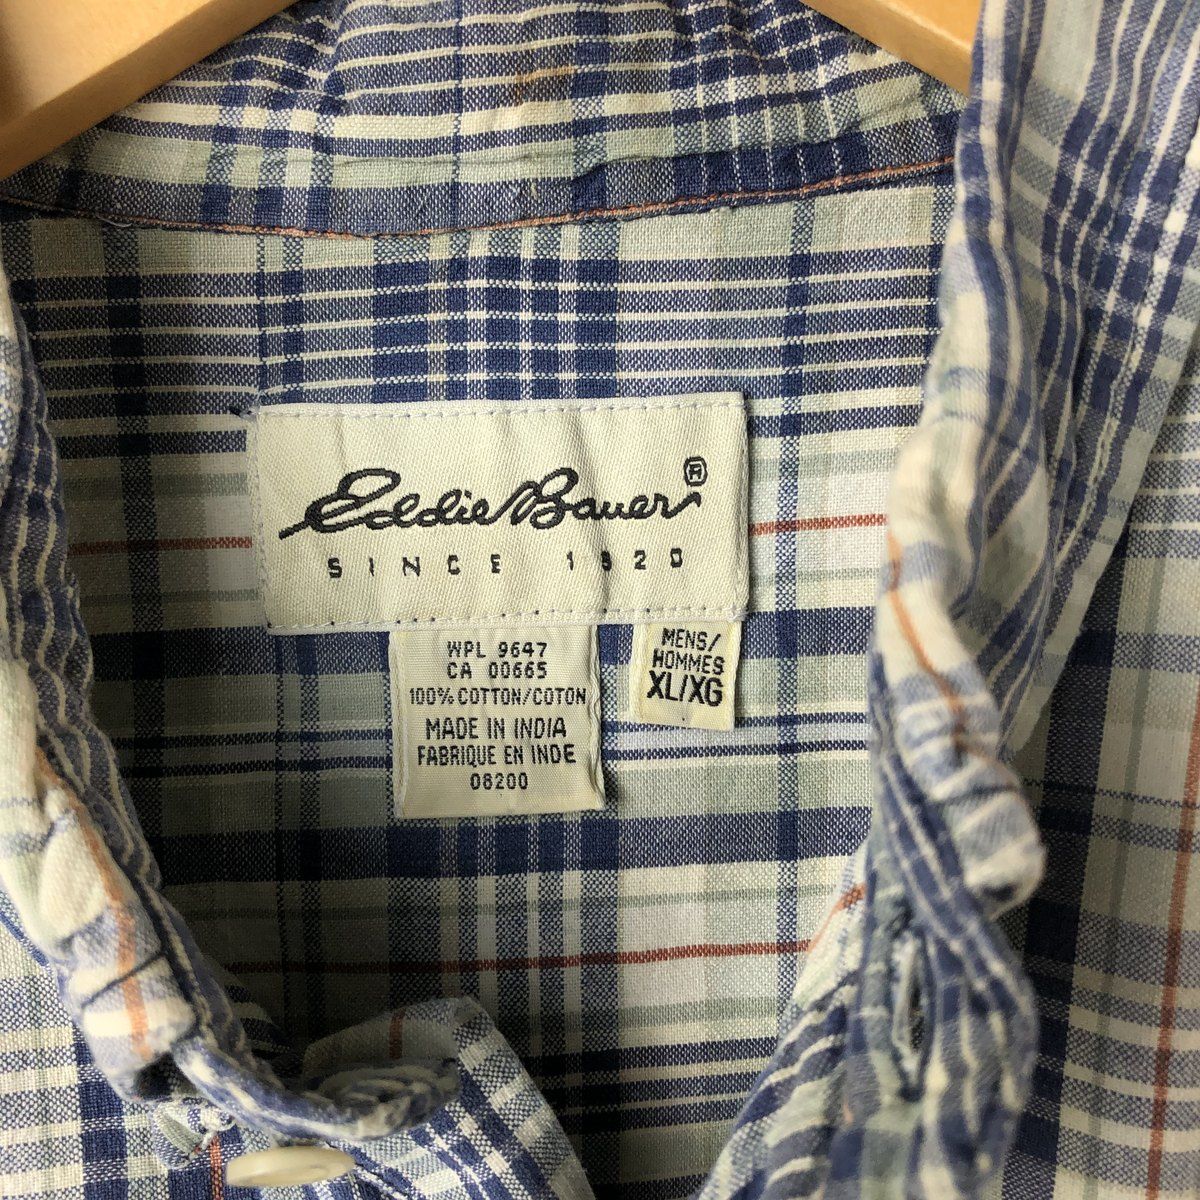 Eddie Bauer ®
SINCE 1920
WPL 9647
CA 00665
100% COTTON/COTON
MADE IN INDIA
FABRIQUE EN INDE
08200
MENS/
HOMMES
XL/XG